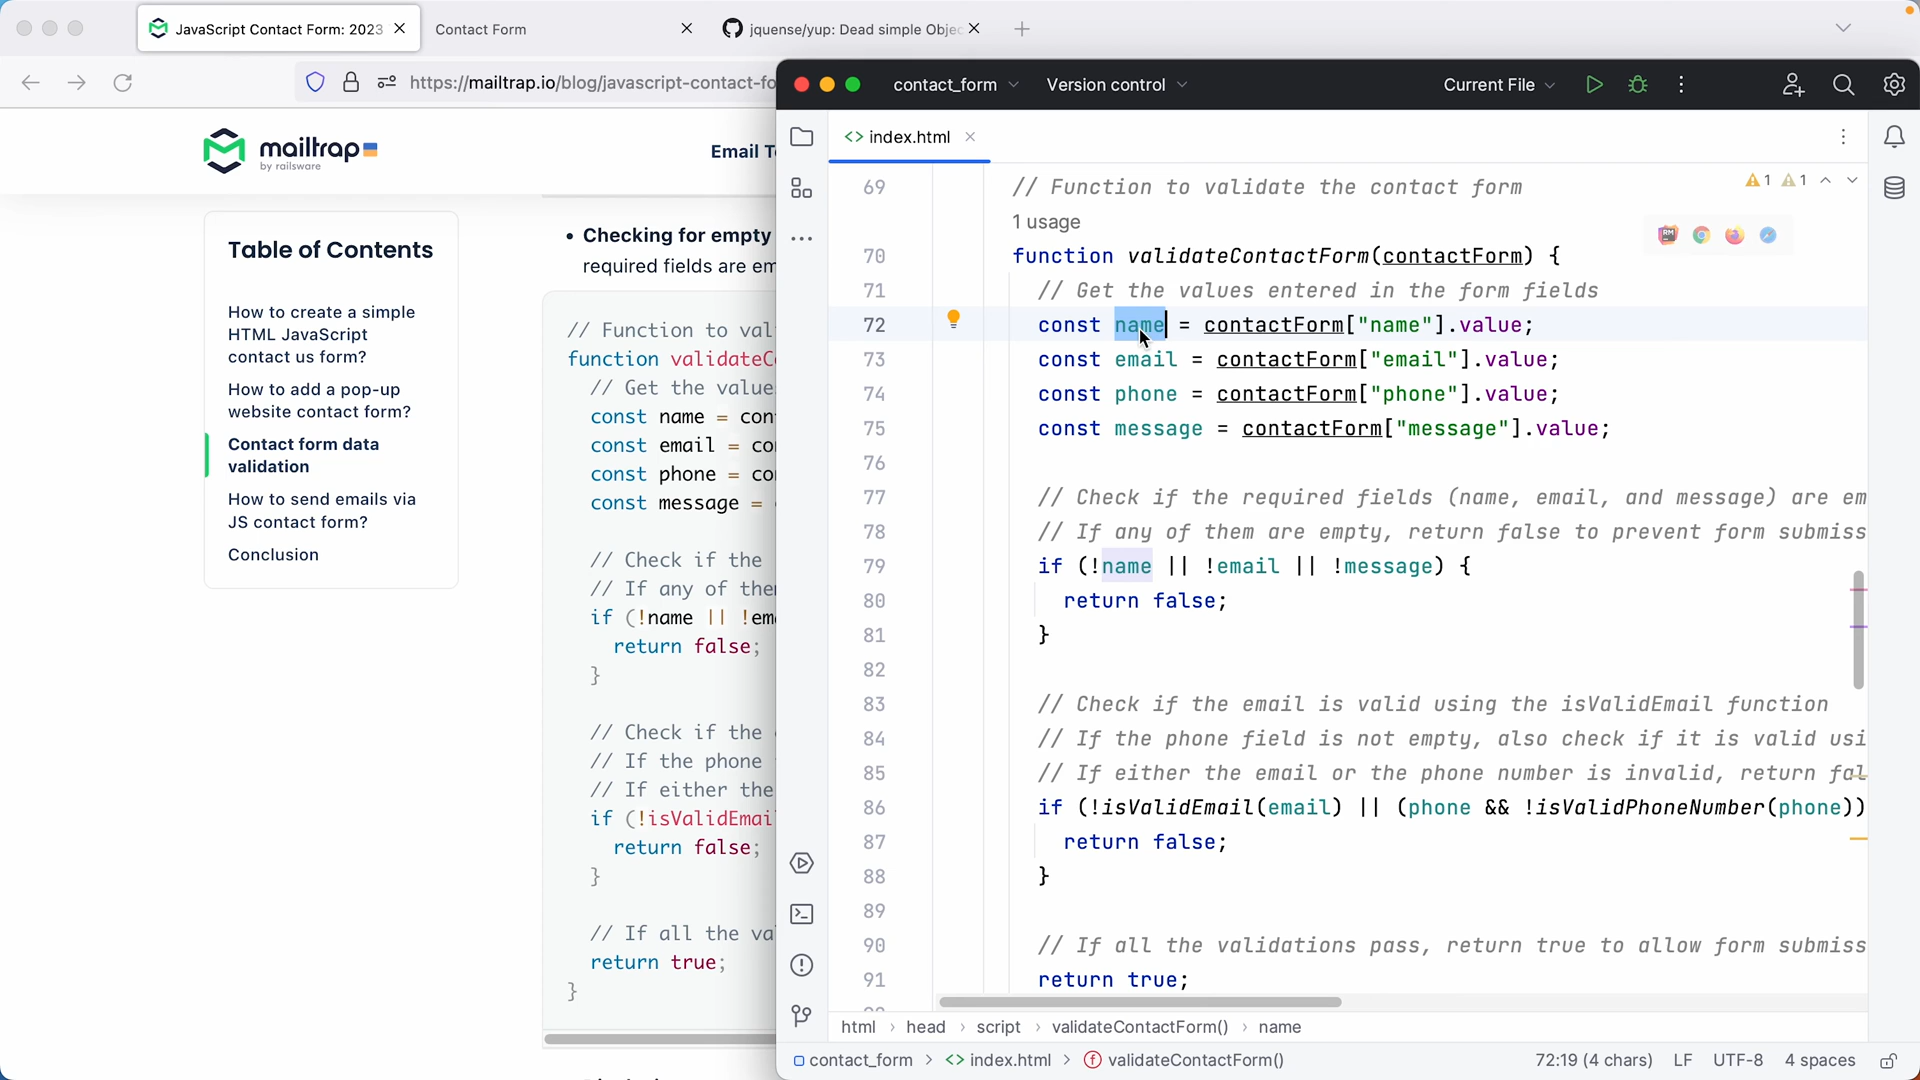 JavaScript Contact Form: 2023
Contact Form
jquense/yup: Dead simple Objec
https://mailtrap.io/blog/javascript-contact-fo
mailtrap
by railsware
Email T
Table of Contents
How to create a simple
HTML JavaScript
contact us form?
How to add a pop-up
website contact form?
Contact form data
validation
How to send emails via
JS contact form?
Conclusion
• Checking for empty
required fields are em
// Function to val
function validateC
// Get the value
const name = con
const email = co
const phone = co
const message =
// Check if the
// If any of the
if (!name || !em
return false;
}
// Check if the
// If the phone
// If either the
if (!isValidEmai
return false;
}
// If all the va
return true;
}
contact_form
Version control
Current File
<> index.html
1 1
69 // Function to validate the contact form
1 usage
70 function validateContactForm(contactForm) {
71 // Get the values entered in the form fields
72 const name = contactForm["name"].value;
73 const email = contactForm["email"].value;
74 const phone = contactForm["phone"].value;
75 const message = contactForm["message"].value;
76
77 // Check if the required fields (name, email, and message) are em
78 // If any of them are empty, return false to prevent form submiss
79 if (!name || !email || !message) {
80 return false;
81 }
82
83 // Check if the email is valid using the isValidEmail function
84 // If the phone field is not empty, also check if it is valid usi
85 // If either the email or the phone number is invalid, return fal
86 if (!isValidEmail(email) || (phone && !isValidPhoneNumber(phone))
87 return false;
88 }
89
90 // If all the validations pass, return true to allow form submiss
91 return true;
html › head › script › validateContactForm() › name
contact_form > <> index.html > f validateContactForm()
72:19 (4 chars) LF UTF-8 4 spaces